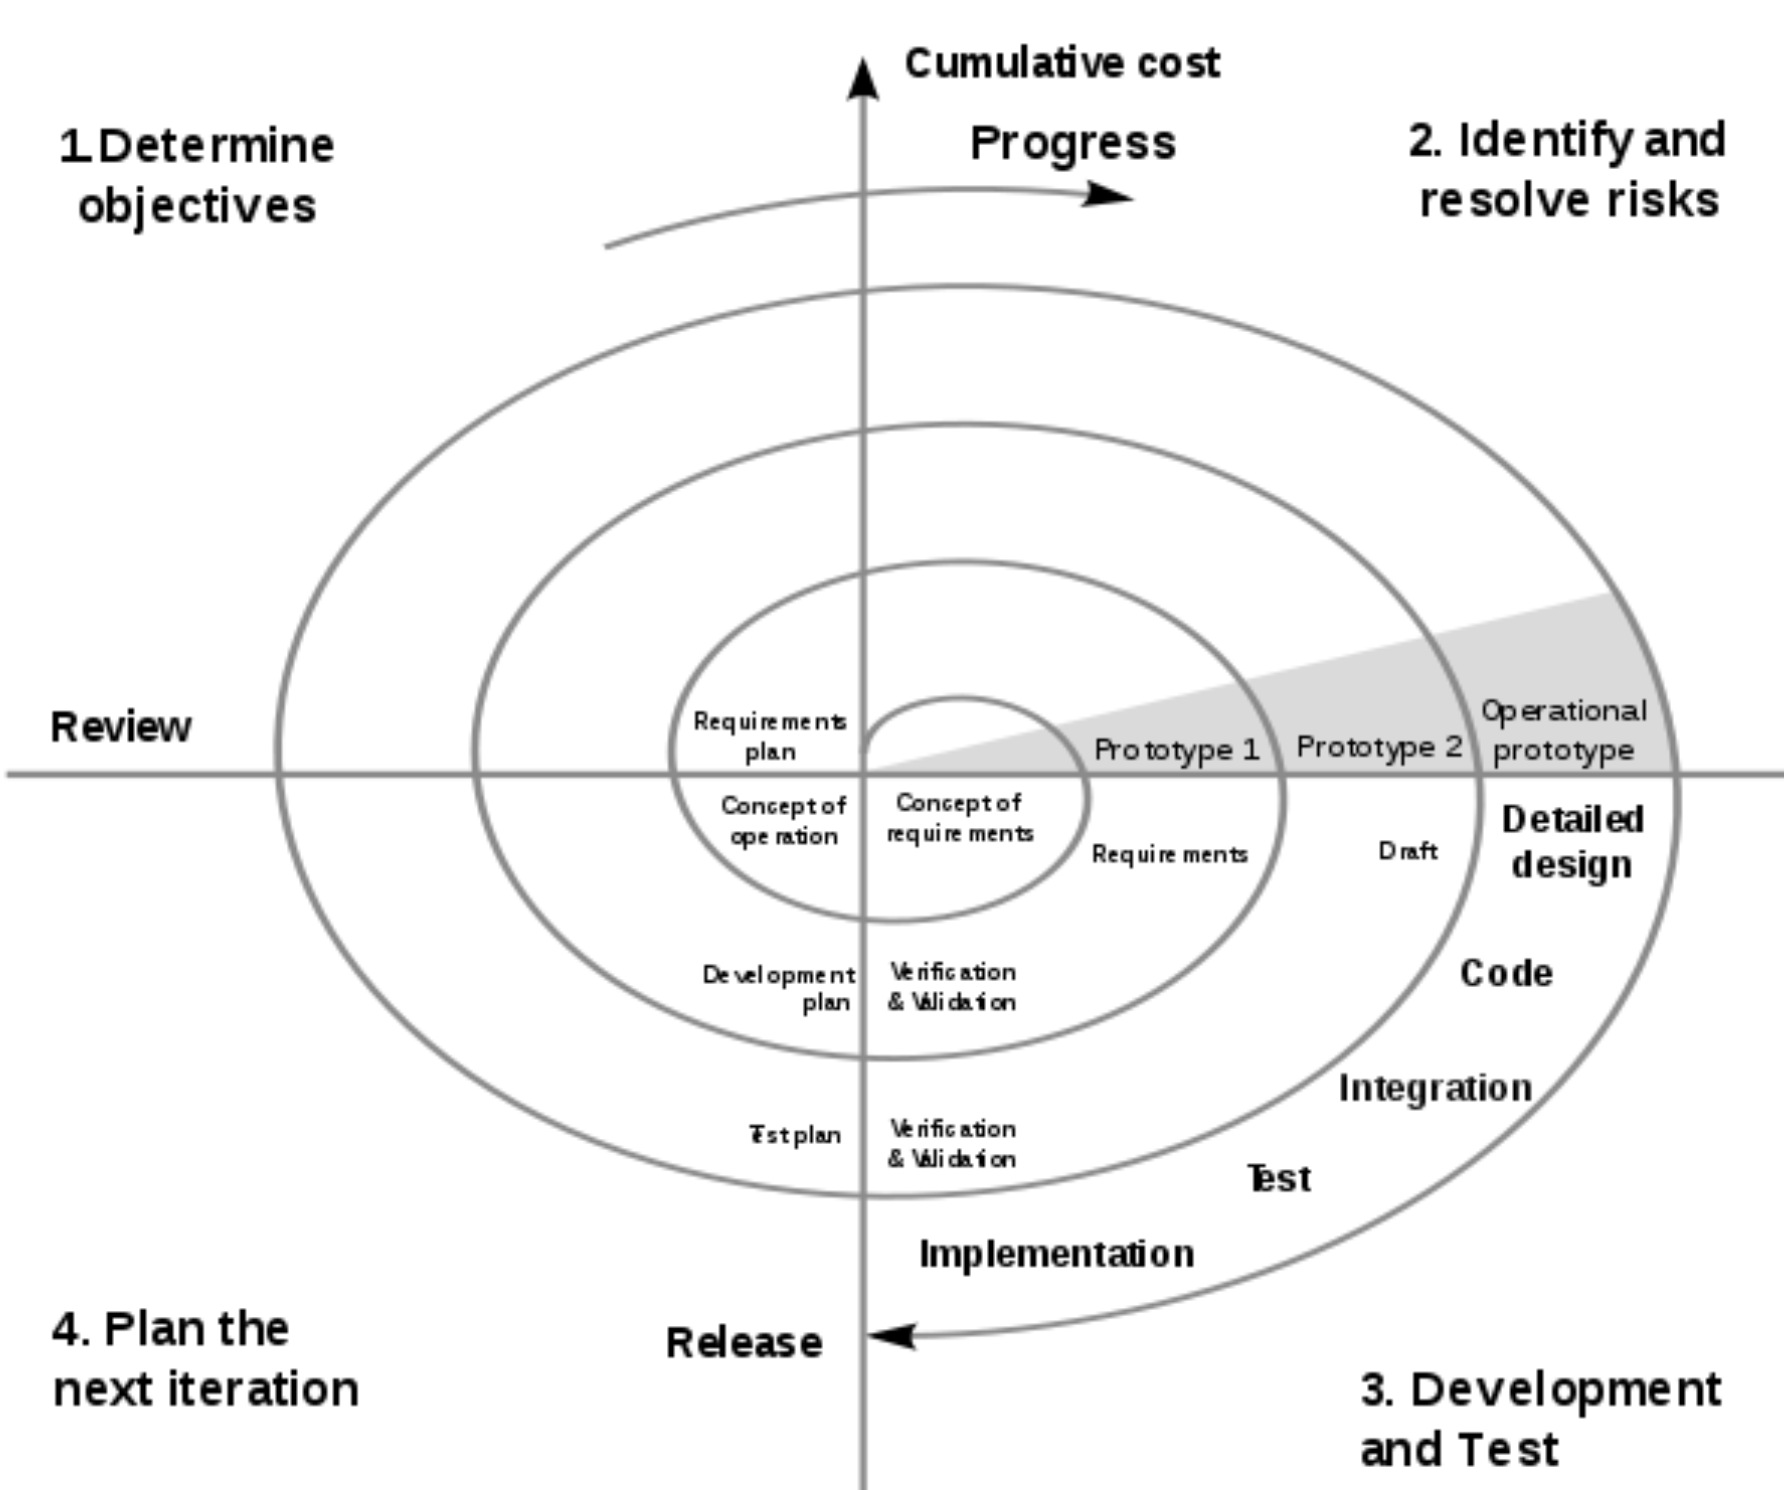 Cumulative cost
Progress
1.Determine
objectives
2. Identify and
resolve risks
Review
Requirements
plan
Prototype 1
Prototype 2
Operational
prototype
Concept of
operation
Concept of
requirements
Requirements
Draft
Detailed
design
Code
Integration
Test
Implementation
Development
plan
Verification
& Validation
Test plan
Verification
& Validation
Release
4. Plan the
next iteration
3. Development
and Test